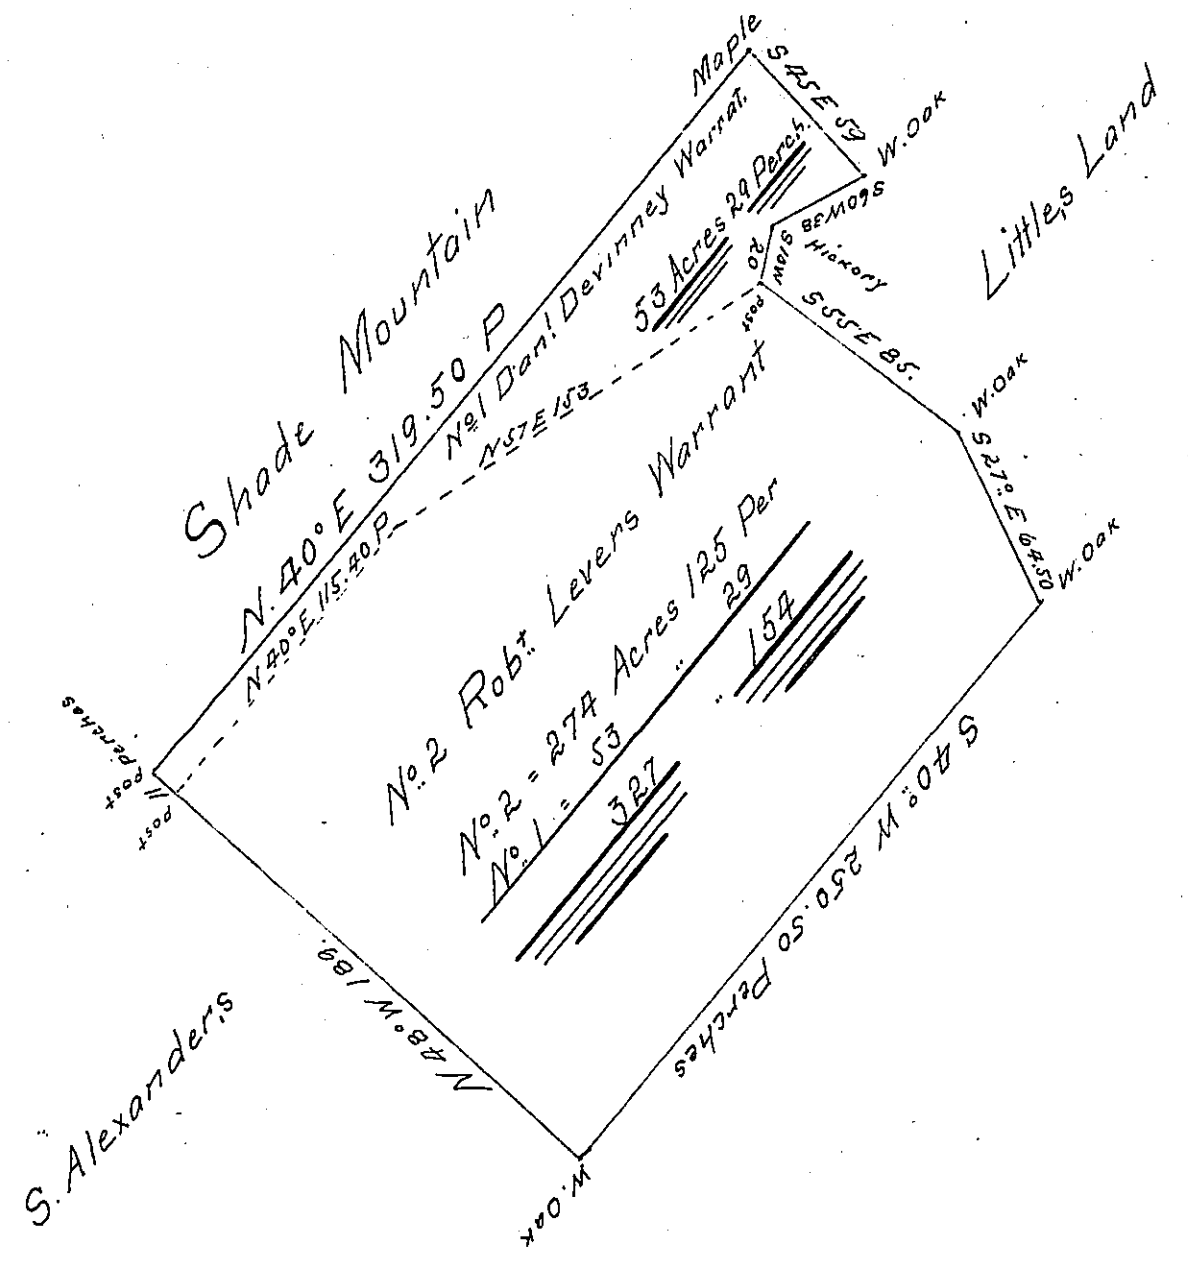 Maple
S 45 E 59
W. Oak
S 60 W 38
Hickory
S 10 W
20
Post
Little,s Land
Shade Mountain
N. 40° E 319.50 P
No. 1 Dan! Devinney Warrat.
53 Acres 29 Perch.
N 57 E 153
N 40° E 115.40 P
S 55 E 85.
W. Oak
S 27° E 64.50
W. Oak
No. 2 Robt. Levers Warrant
No. 2 = 274 Acres 125 Per
No. 1. = 53 " 29
327 " 154
Perches
11
Post
Post
S 40° W 250.50 Perches
N 48° W 189.
W. Oak
S. Alexander,s